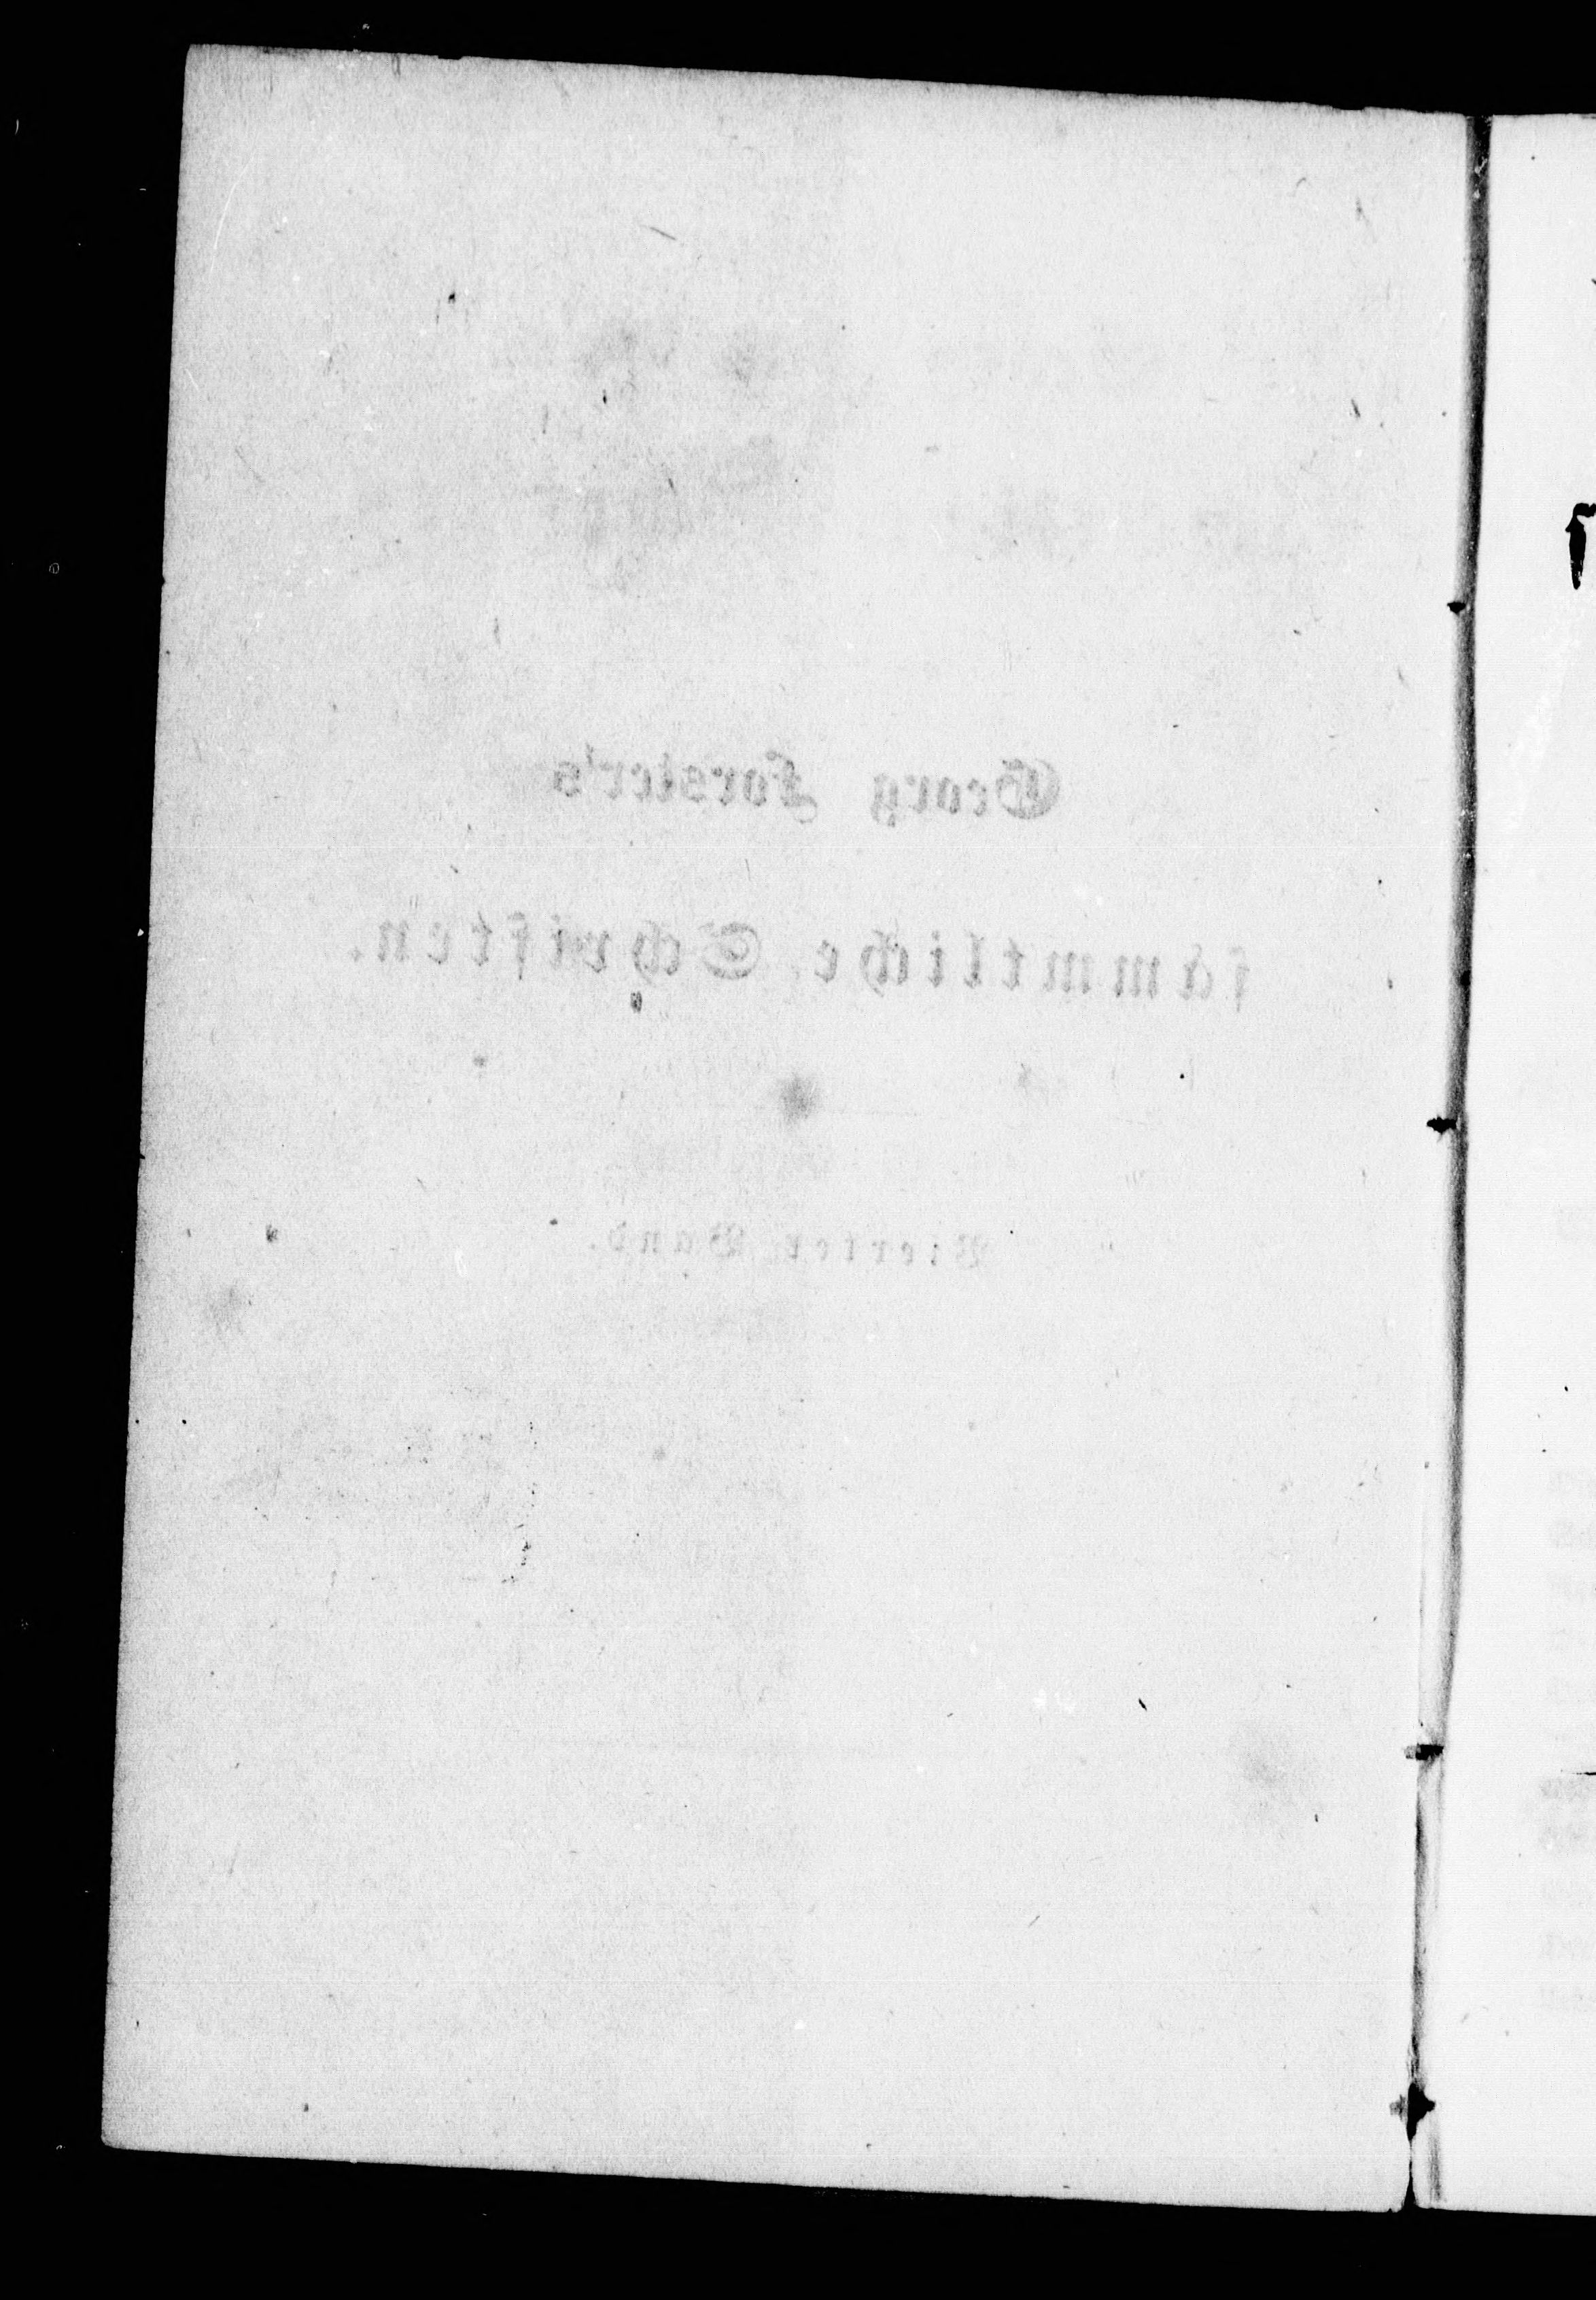 Georg Forster's
sämmtliche Schriften.
Vierter Band.